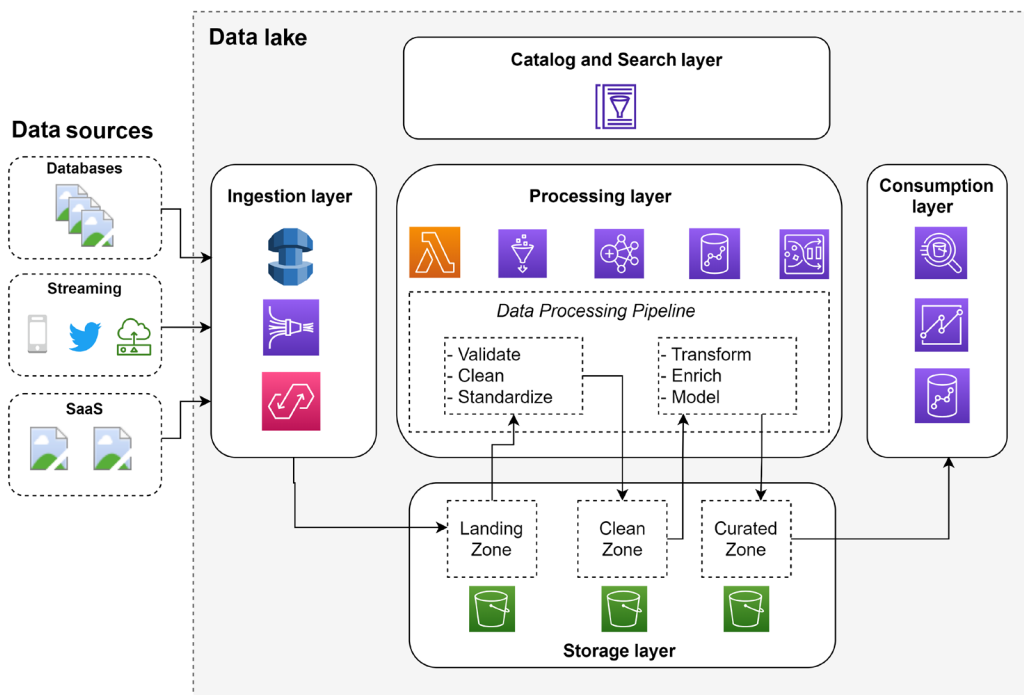 Data lake
Catalog and Search layer
Data sources
Databases
Streaming
SaaS
Ingestion layer
Processing layer
Data Processing Pipeline
- Validate
- Clean
- Standardize
- Transform
- Enrich
- Model
Consumption
layer
Landing
Zone
Clean
Zone
Curated
Zone
Storage layer